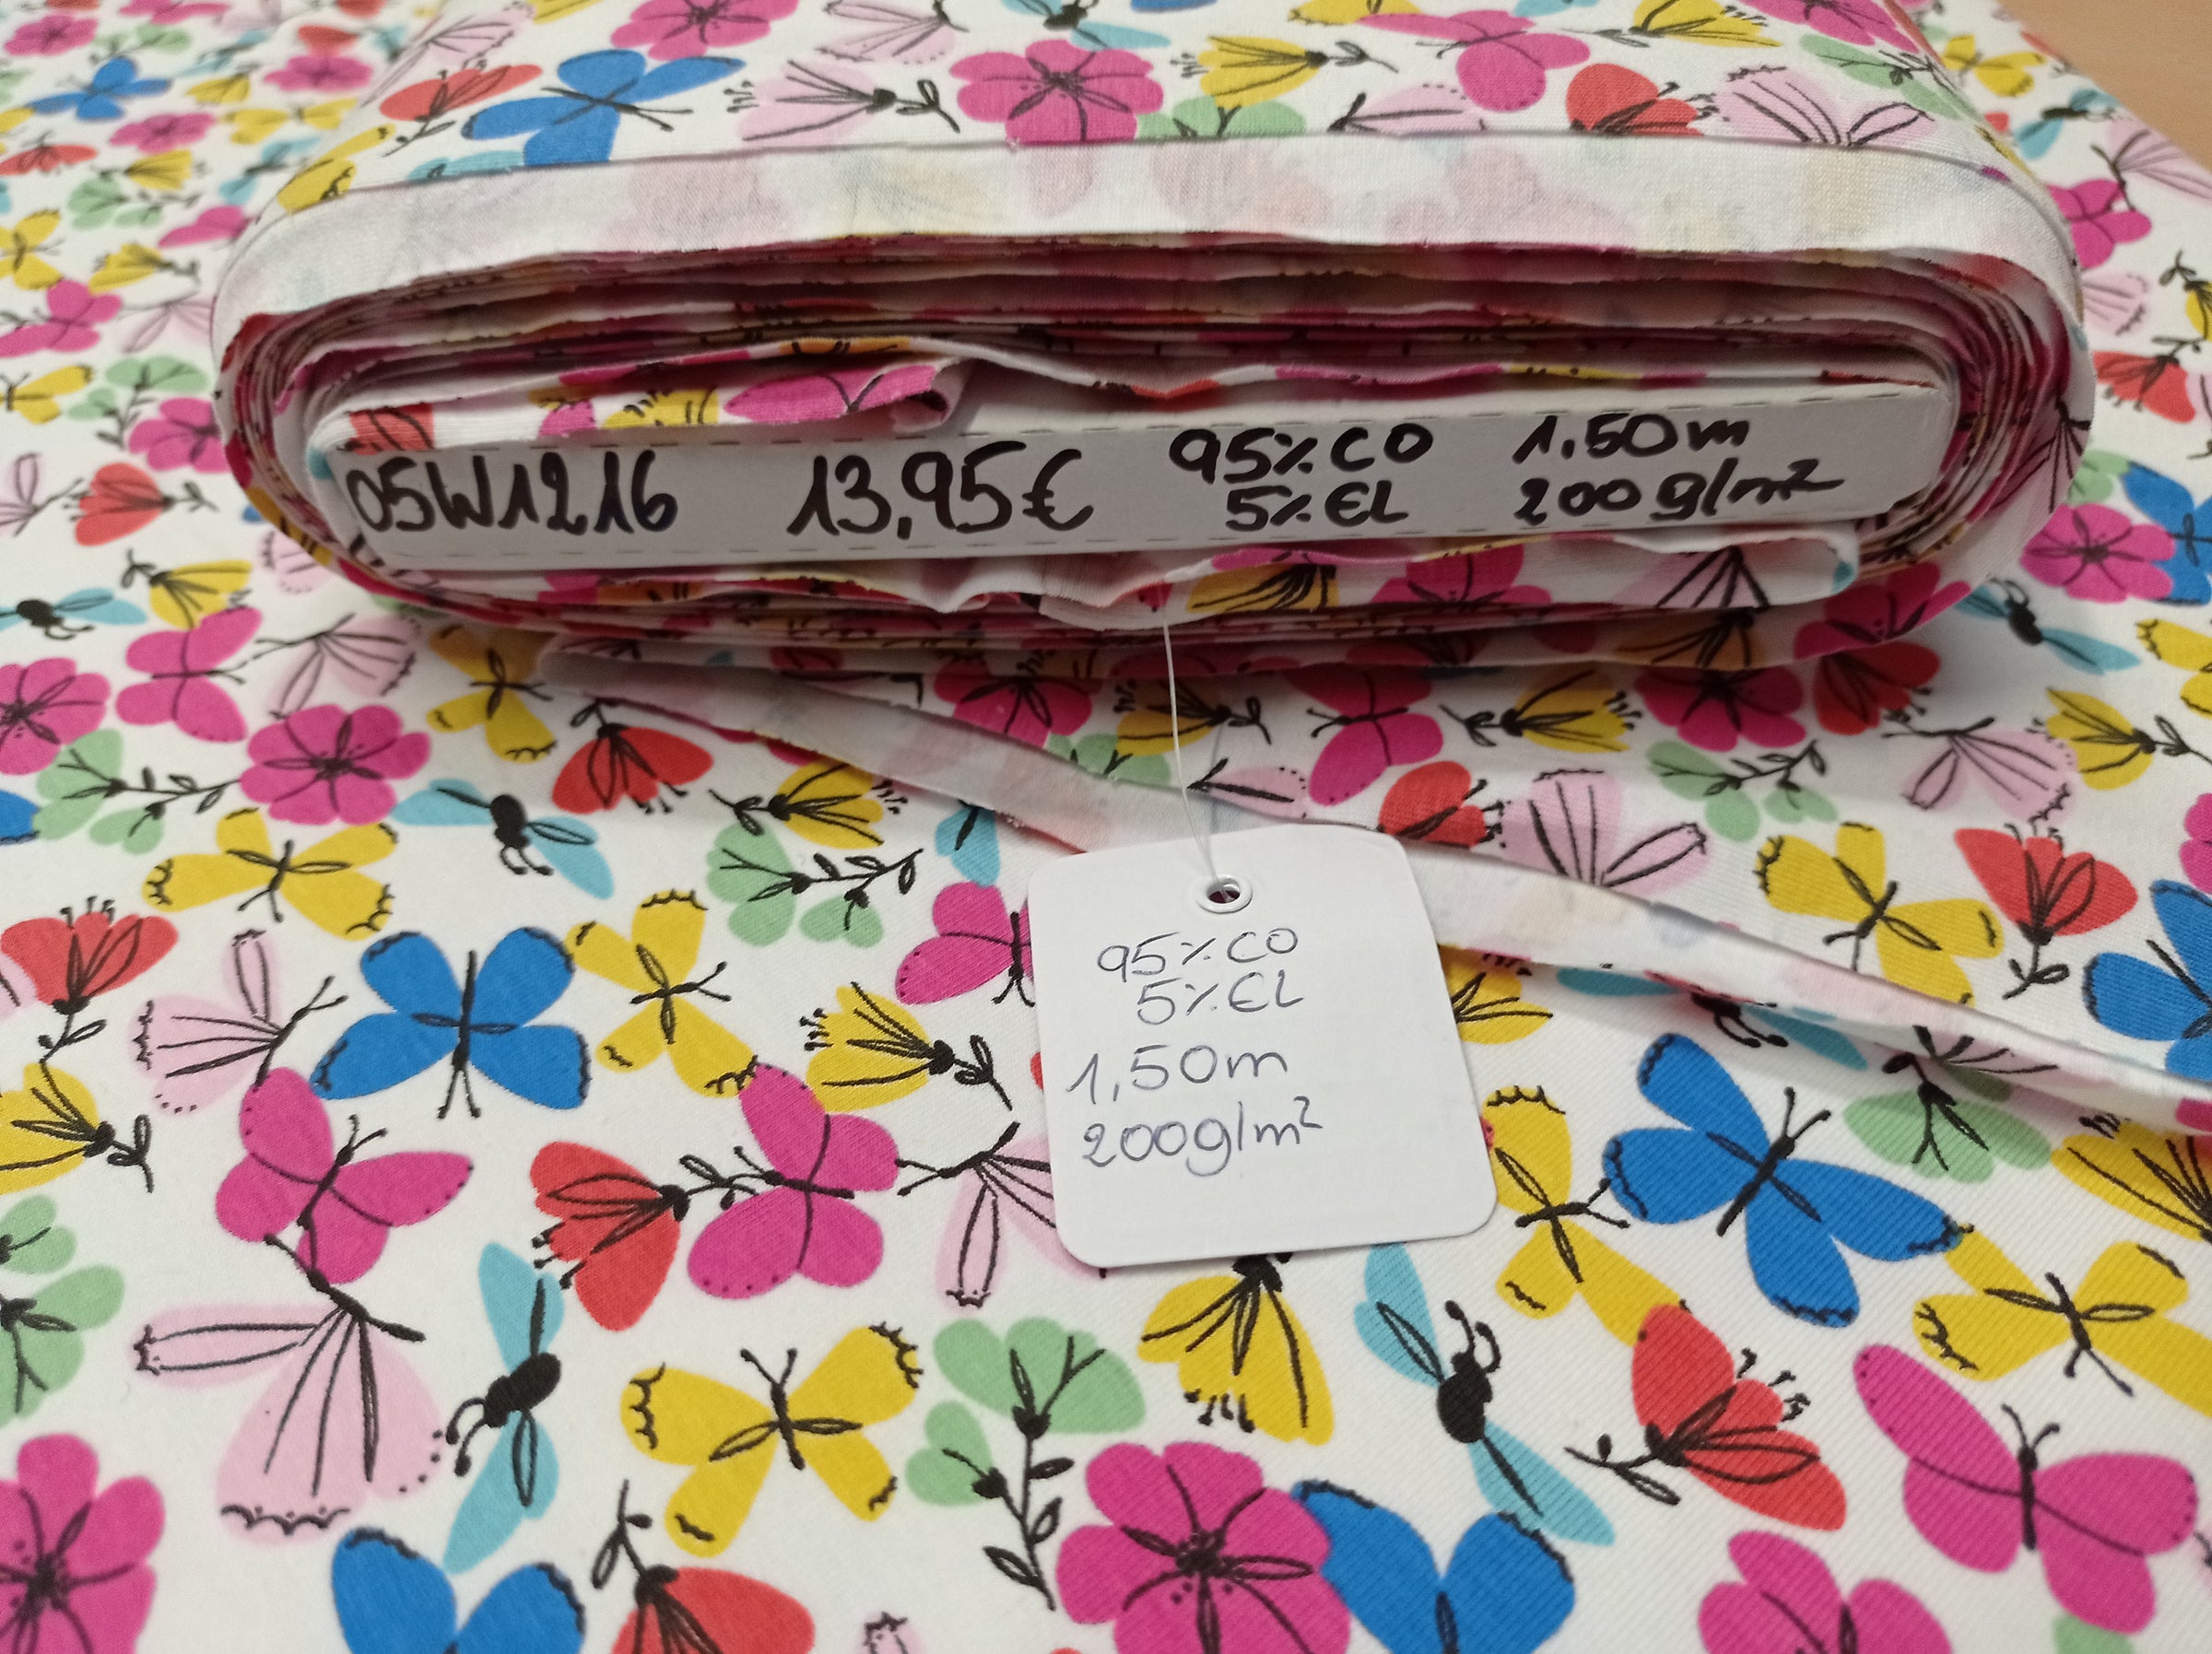 05W1216 13,95€ 95% CO 1.50m
5% EL 200g/m²
95% CO
5% EL
1,50m
200g/m²